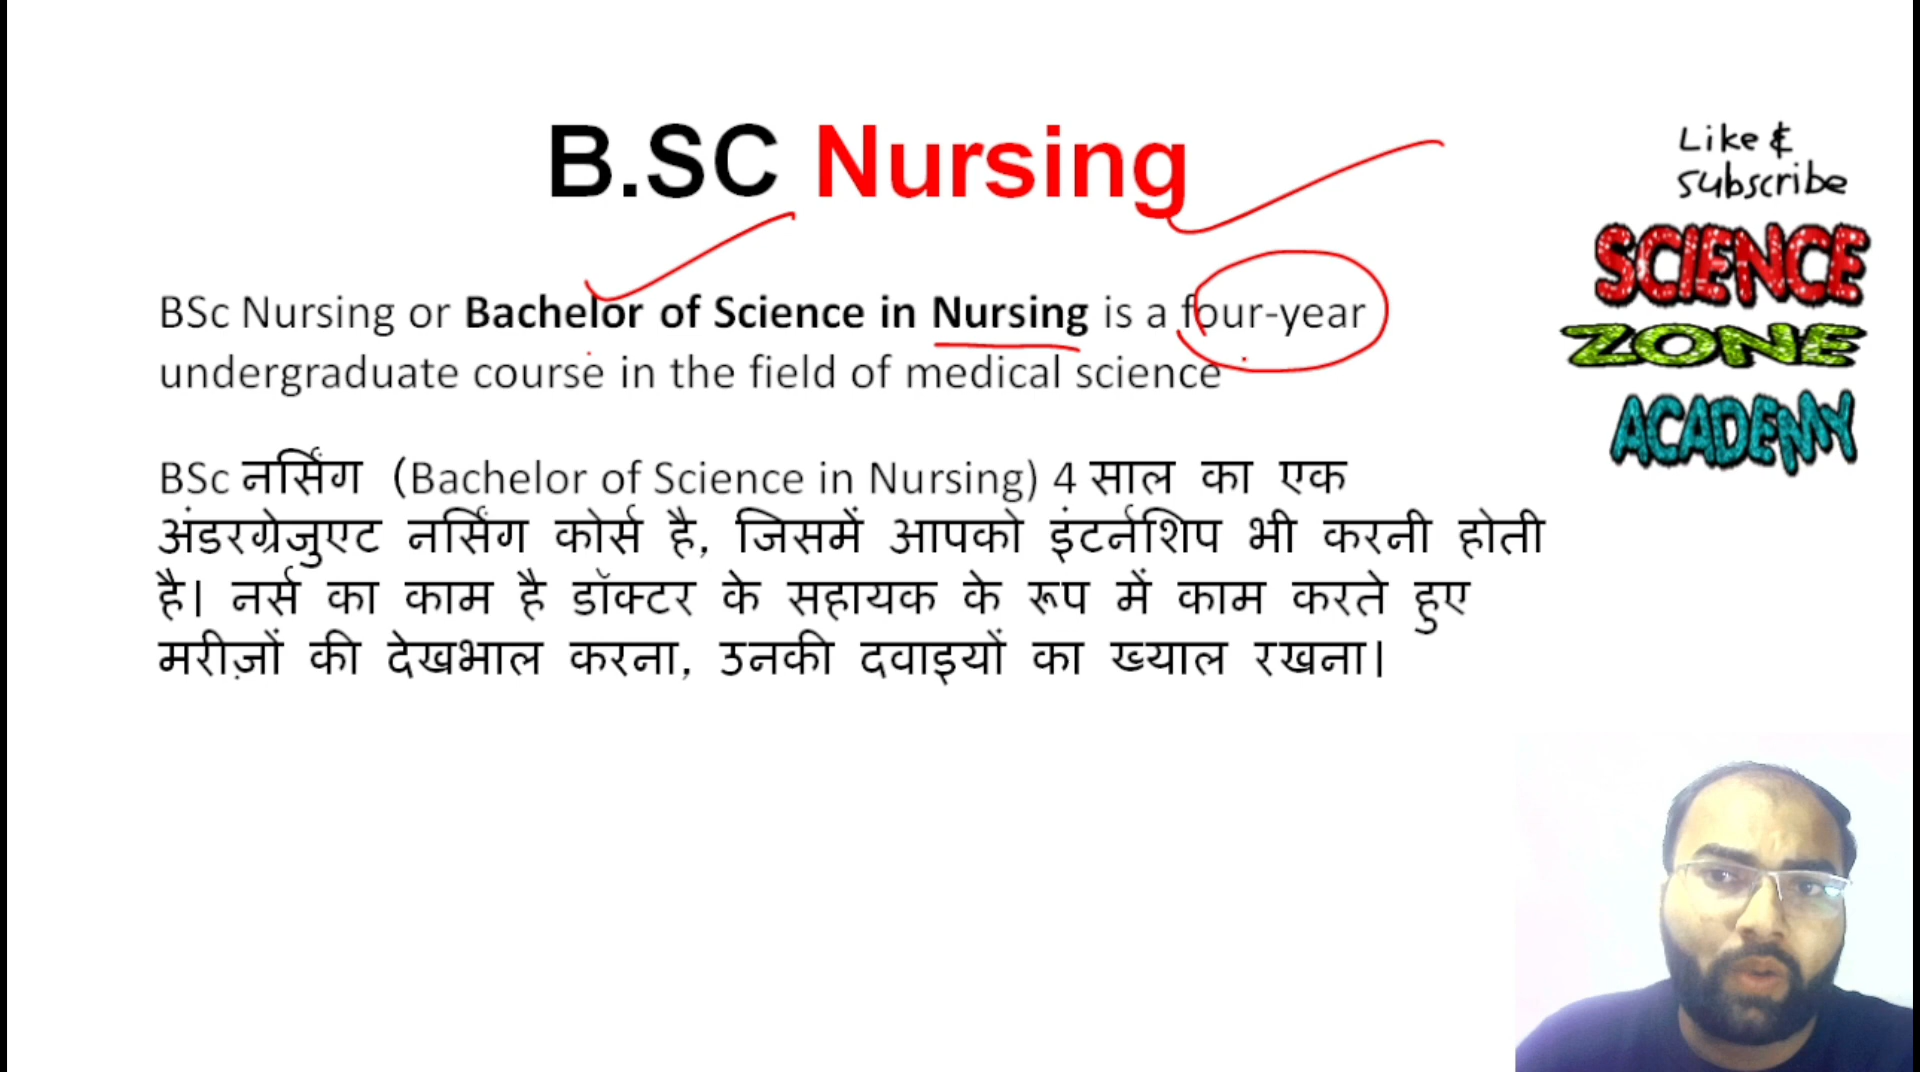 B.SC Nursing
Like &
Subscribe
SCIENCE
ZONE
ACADEMY
BSc Nursing or Bachelor of Science in Nursing is a four-year
undergraduate course in the field of medical science
BSc नर्सिंग (Bachelor of Science in Nursing) 4 साल का एक
अंडरग्रेजुएट नर्सिंग कोर्स है, जिसमें आपको इंटर्नशिप भी करनी होती
है। नर्स का काम है डॉक्टर के सहायक के रूप में काम करते हुए
मरीज़ों की देखभाल करना, उनकी दवाइयों का ख्याल रखना।